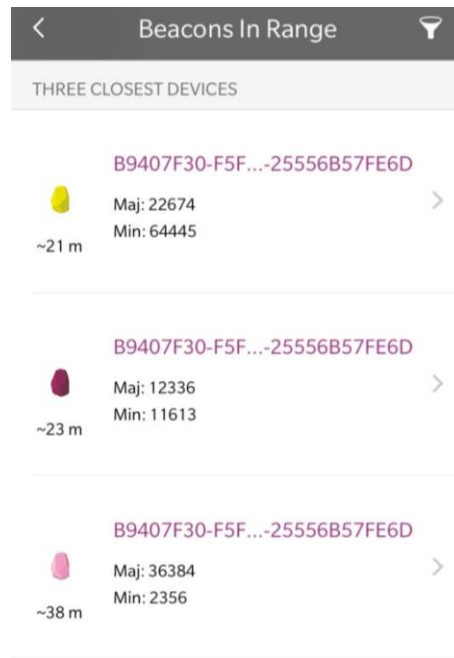 Beacons In Range
THREE CLOSEST DEVICES
B9407F30-F5F...-25556B57FE6D
Maj: 22674
Min: 64445
~21 m
B9407F30-F5F...-25556B57FE6D
Maj: 12336
Min: 11613
~23 m
B9407F30-F5F...-25556B57FE6D
Maj: 36384
Min: 2356
~38 m